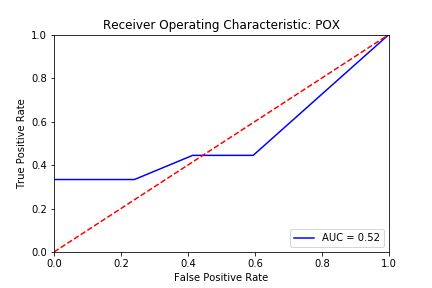 Receiver Operating Characteristic: POX
True Positive Rate
1.0
0.8
0.6
0.4
0.2
0.0
AUC = 0.52
0.0 0.2 0.4 0.6 0.8 1.0
False Positive Rate